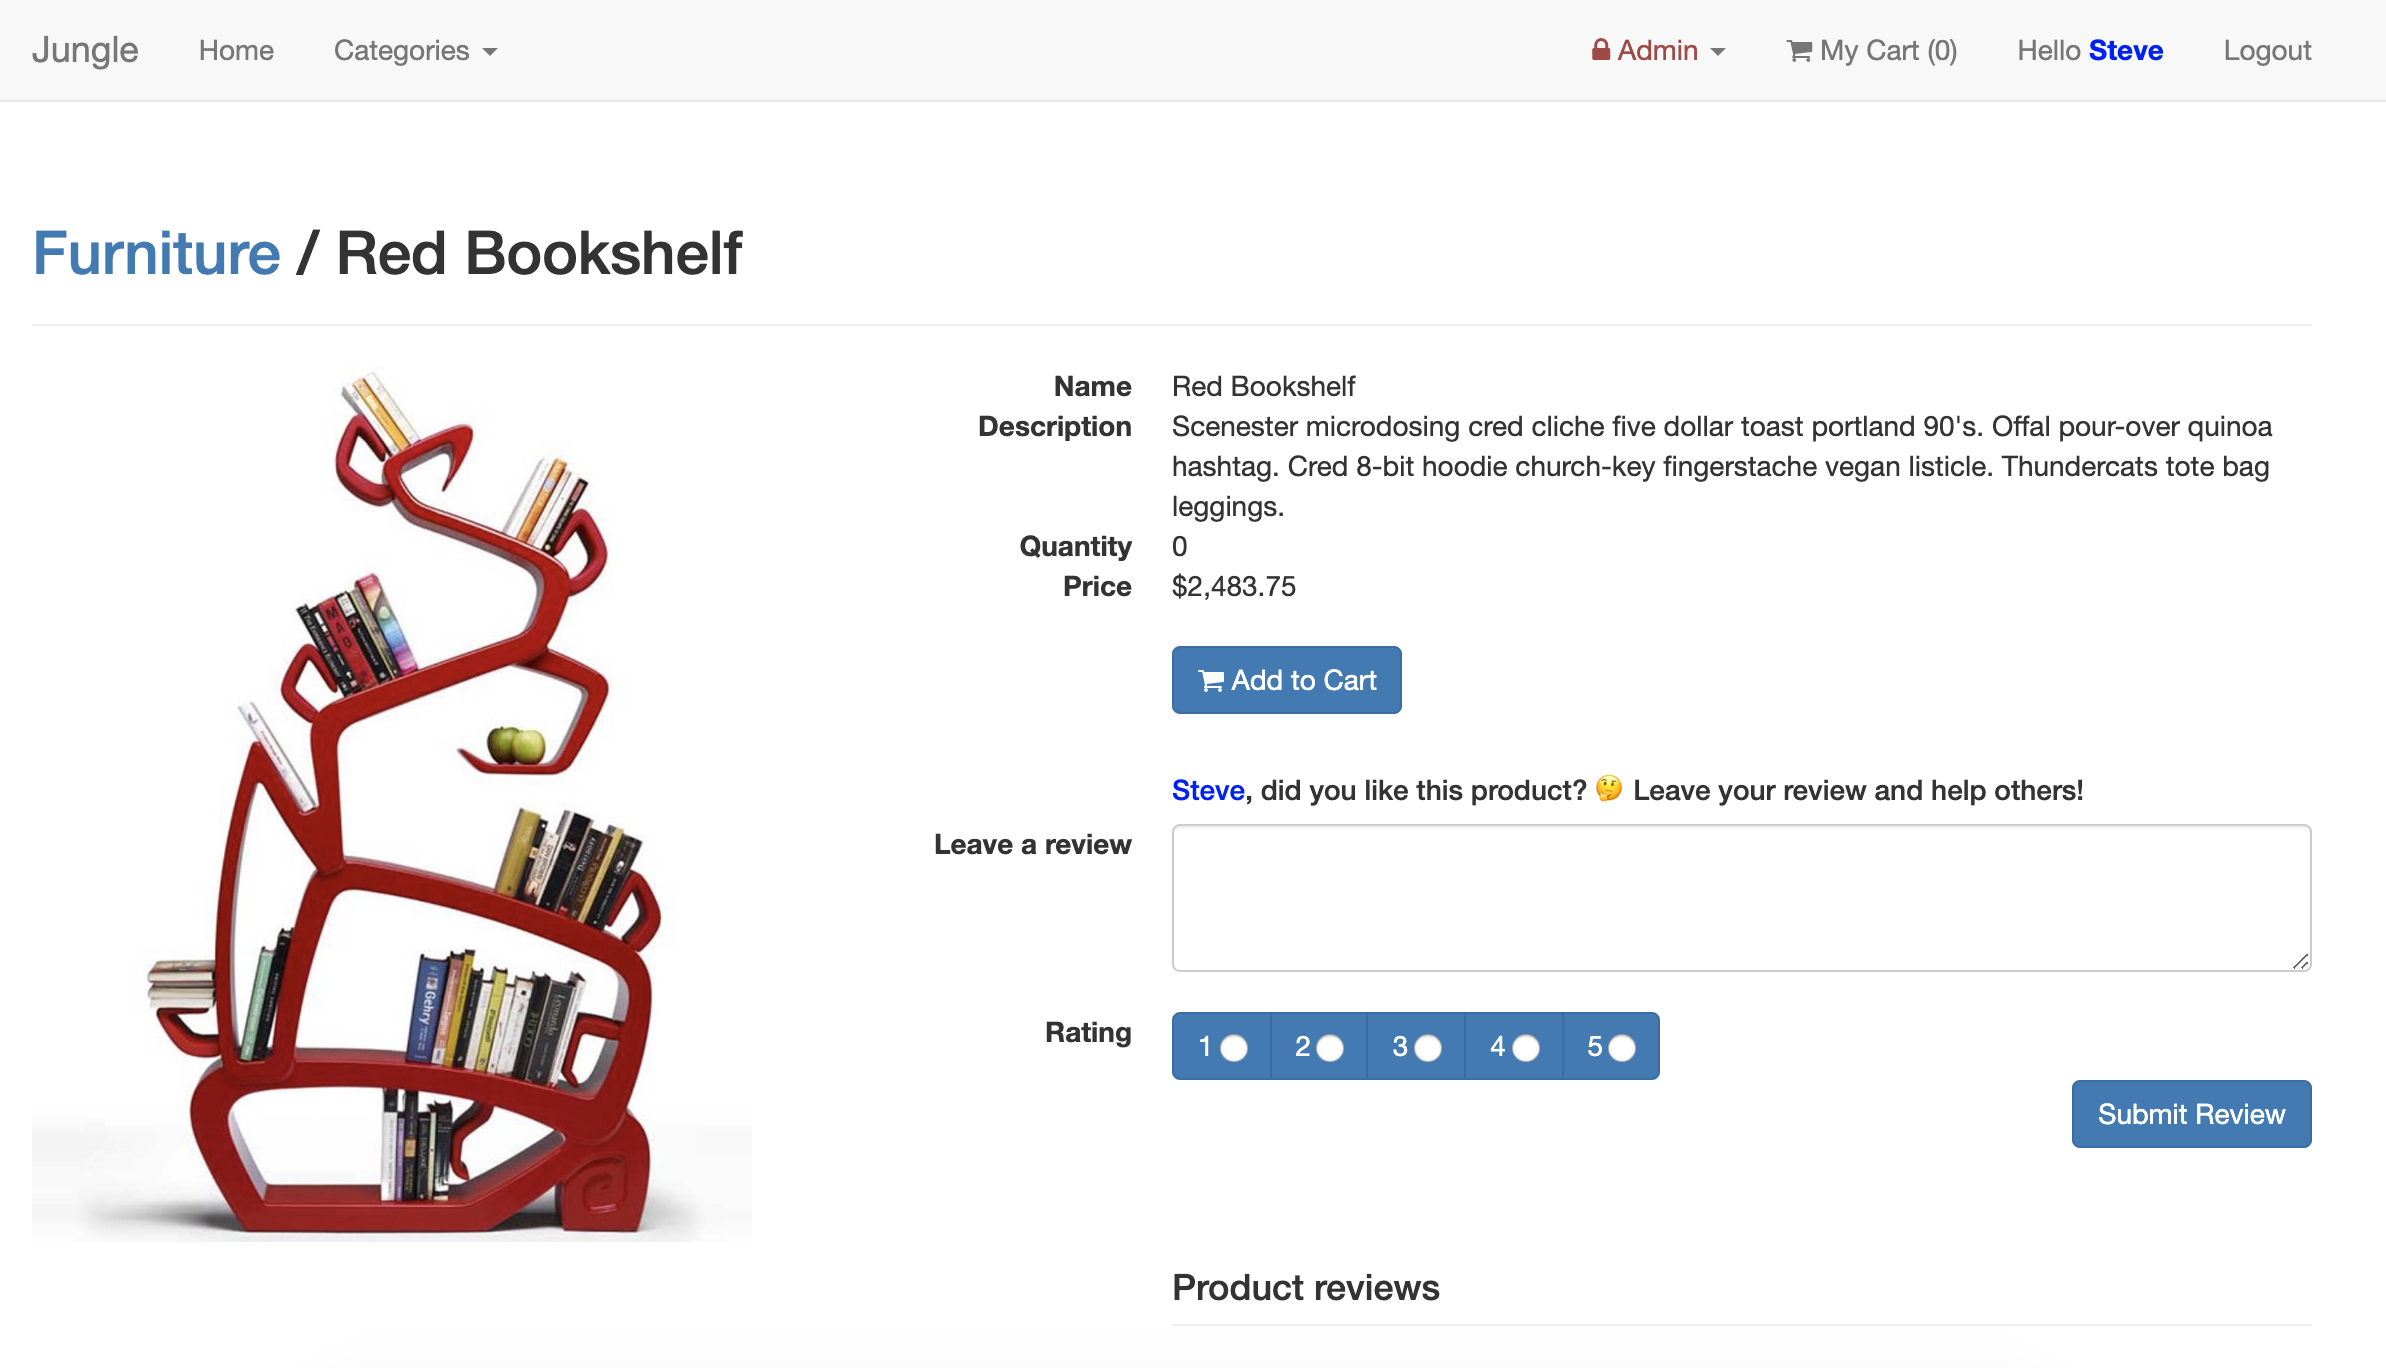 Jungle Home Categories Admin My Cart (0) Hello Steve Logout
Furniture / Red Bookshelf
Name Red Bookshelf
Description Scenester microdosing cred cliche five dollar toast portland 90's. Offal pour-over quinoa
hashtag. Cred 8-bit hoodie church-key fingerstache vegan listicle. Thundercats tote bag
leggings.
Quantity 0
Price $2,483.75
Add to Cart
Steve, did you like this product? 🤔 Leave your review and help others!
Leave a review
Rating 1 2 3 4 5
Submit Review
Product reviews
MAO
Gehry